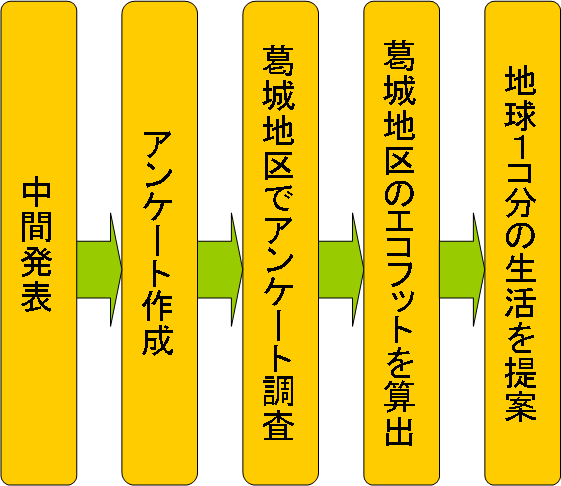 中間発表
アンケート作成
葛城地区でアンケート調査
葛城地区のエコフットを算出
地球1コ分の生活を提案